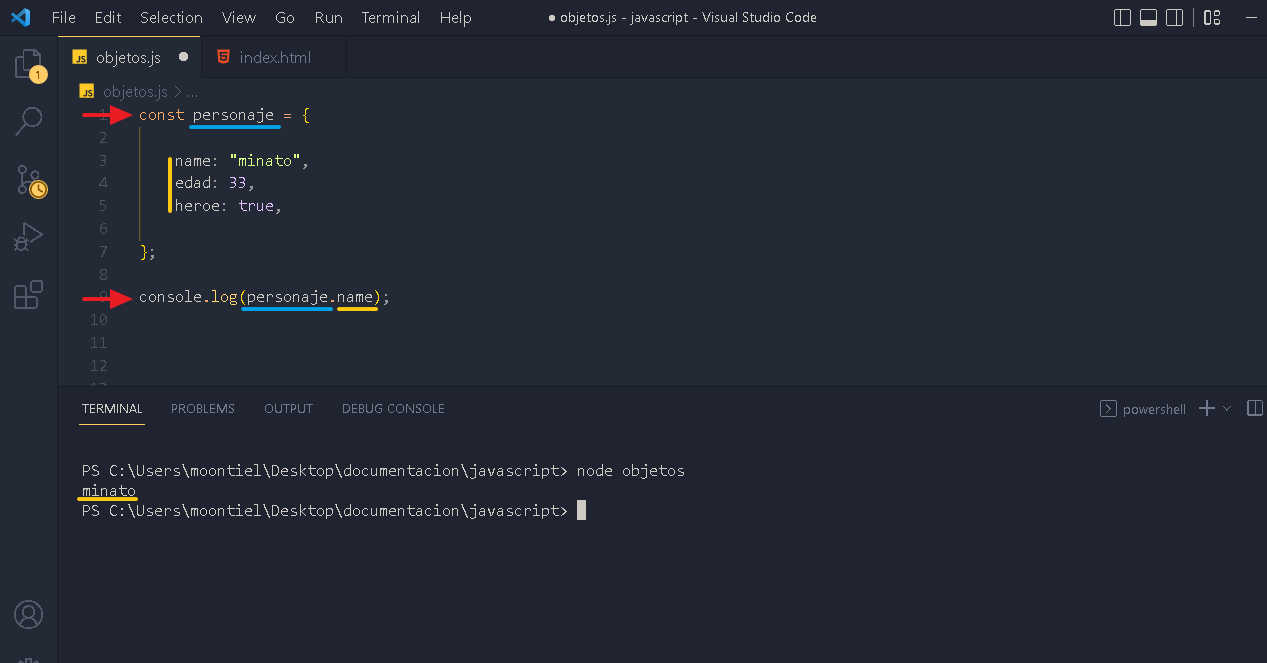 File Edit Selection View Go Run Terminal Help ● objetos.js - javascript - Visual Studio Code
JS objetos.js ● index.html
1
JS objetos.js > ...
1 const personaje = {
2
3 name: "minato",
4 edad: 33,
5 heroe: true,
6
7 };
8
9 console.log(personaje.name);
10
11
12
TERMINAL PROBLEMS OUTPUT DEBUG CONSOLE powershell
PS C:\Users\moontiel\Desktop\documentacion\javascript> node objetos
minato
PS C:\Users\moontiel\Desktop\documentacion\javascript>